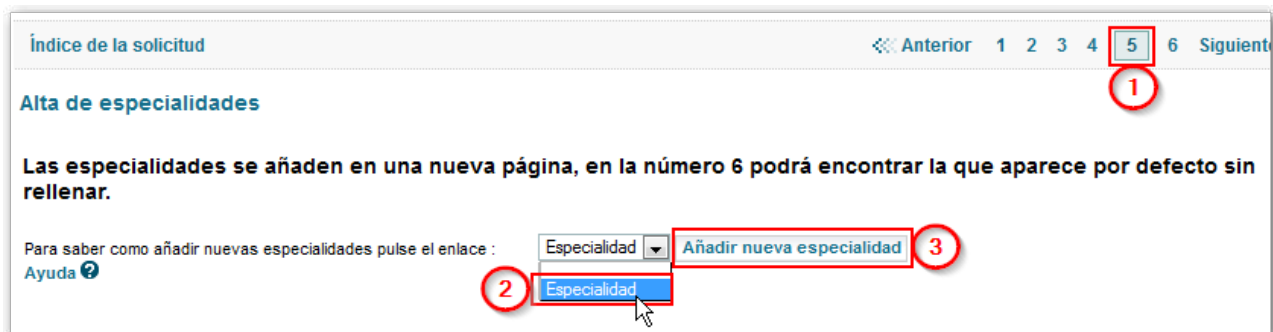 Índice de la solicitud Anterior 1 2 3 4 5 6 Siguiente
1
Alta de especialidades
Las especialidades se añaden en una nueva página, en la número 6 podrá encontrar la que aparece por defecto sin
rellenar.
Para saber como añadir nuevas especialidades pulse el enlace : Especialidad Añadir nueva especialidad 3
Ayuda ?
2 Especialidad